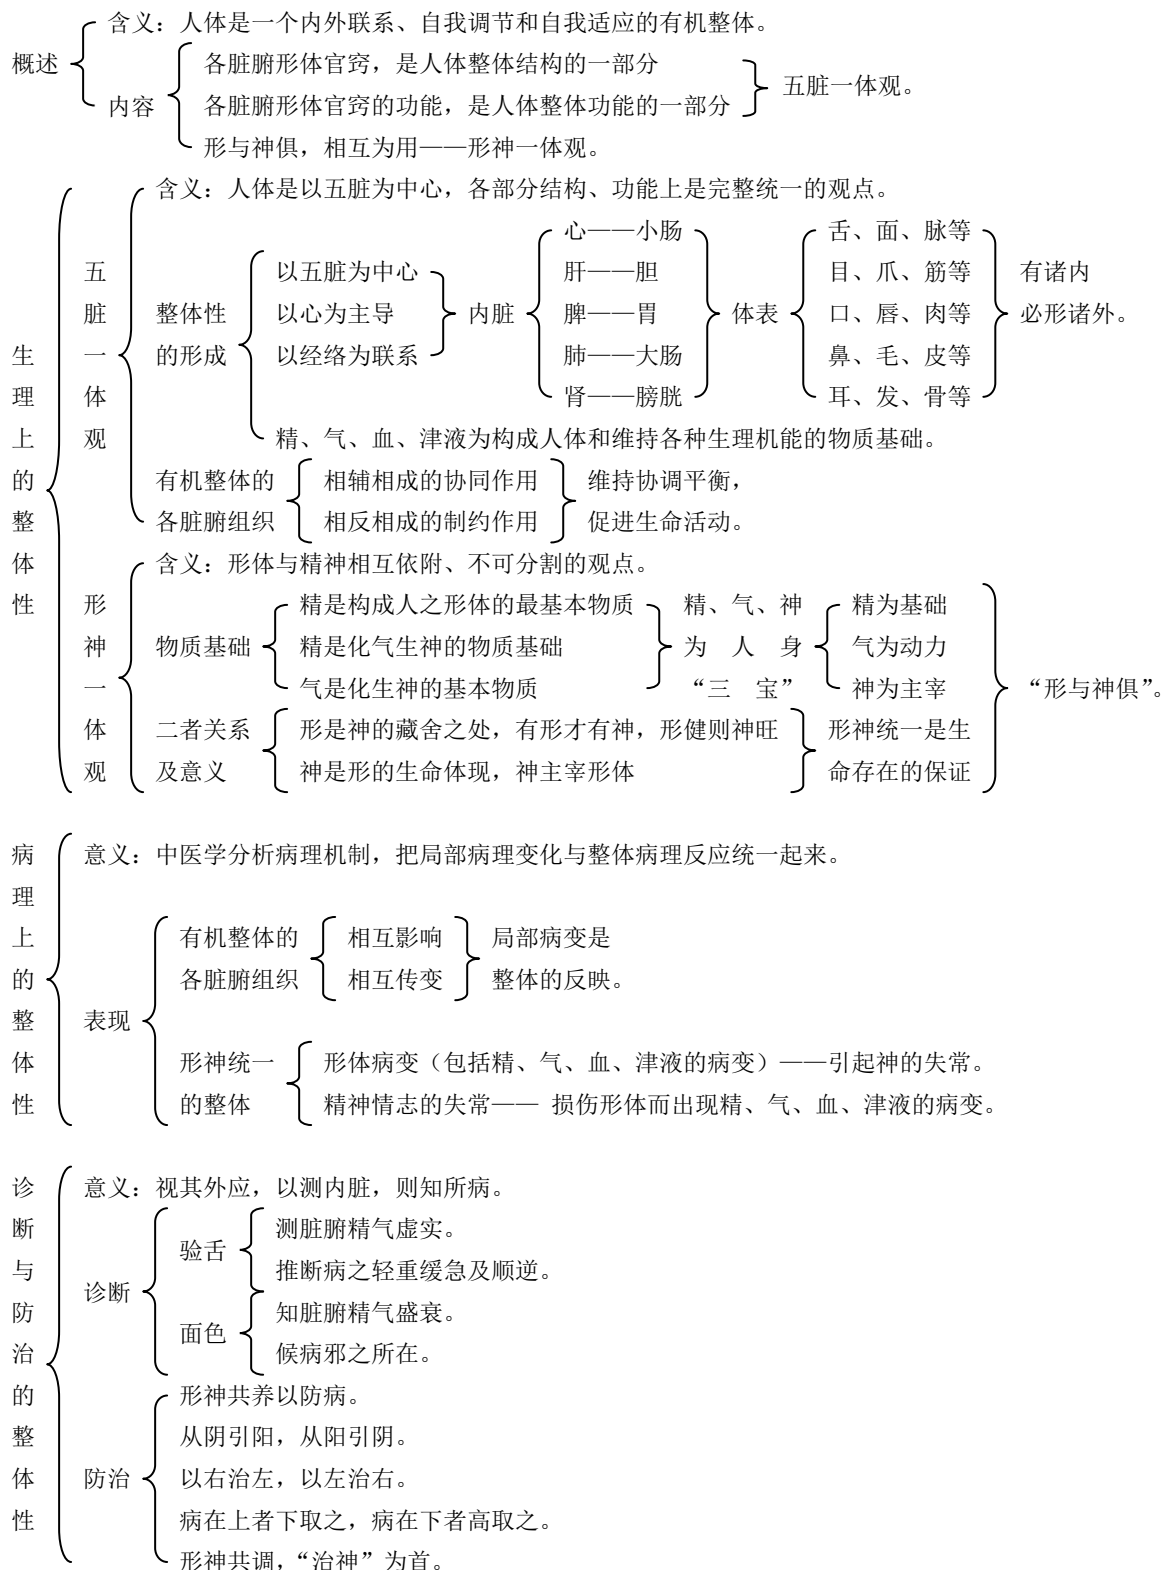 含义：人体是一个内外联系、自我调节和自我适应的有机整体。
概述
各脏腑形体官窍，是人体整体结构的一部分
内容
各脏腑形体官窍的功能，是人体整体功能的一部分
五脏一体观。
形与神俱，相互为用——形神一体观。
生理上的整体性
五脏一体观
含义：人体是以五脏为中心，各部分结构、功能上是完整统一的观点。
整体性
的形成
以五脏为中心
以心为主导
以经络为联系
内脏
心——小肠
肝——胆
脾——胃
肺——大肠
肾——膀胱
体表
舌、面、脉等
目、爪、筋等
口、唇、肉等
鼻、毛、皮等
耳、发、骨等
有诸内
必形诸外。
精、气、血、津液为构成人体和维持各种生理机能的物质基础。
有机整体的
各脏腑组织
相辅相成的协同作用
相反相成的制约作用
维持协调平衡，
促进生命活动。
形神一体观
含义：形体与精神相互依附、不可分割的观点。
物质基础
精是构成人之形体的最基本物质
精是化气生神的物质基础
气是化生神的基本物质
精、气、神
为 人 身
“三 宝”
精为基础
气为动力
神为主宰
二者关系
及意义
形是神的藏舍之处，有形才有神，形健则神旺
神是形的生命体现，神主宰形体
形神统一是生
命存在的保证
“形与神俱”。
病理上的整体性
意义：中医学分析病理机制，把局部病理变化与整体病理反应统一起来。
表现
有机整体的
各脏腑组织
相互影响
相互传变
局部病变是
整体的反映。
形神统一
的整体
形体病变（包括精、气、血、津液的病变）——引起神的失常。
精神情志的失常—— 损伤形体而出现精、气、血、津液的病变。
诊断与防治的整体性
意义：视其外应，以测内脏，则知所病。
诊断
验舌
测脏腑精气虚实。
推断病之轻重缓急及顺逆。
面色
知脏腑精气盛衰。
候病邪之所在。
防治
形神共养以防病。
从阴引阳，从阳引阴。
以右治左，以左治右。
病在上者下取之，病在下者高取之。
形神共调，“治神”为首。